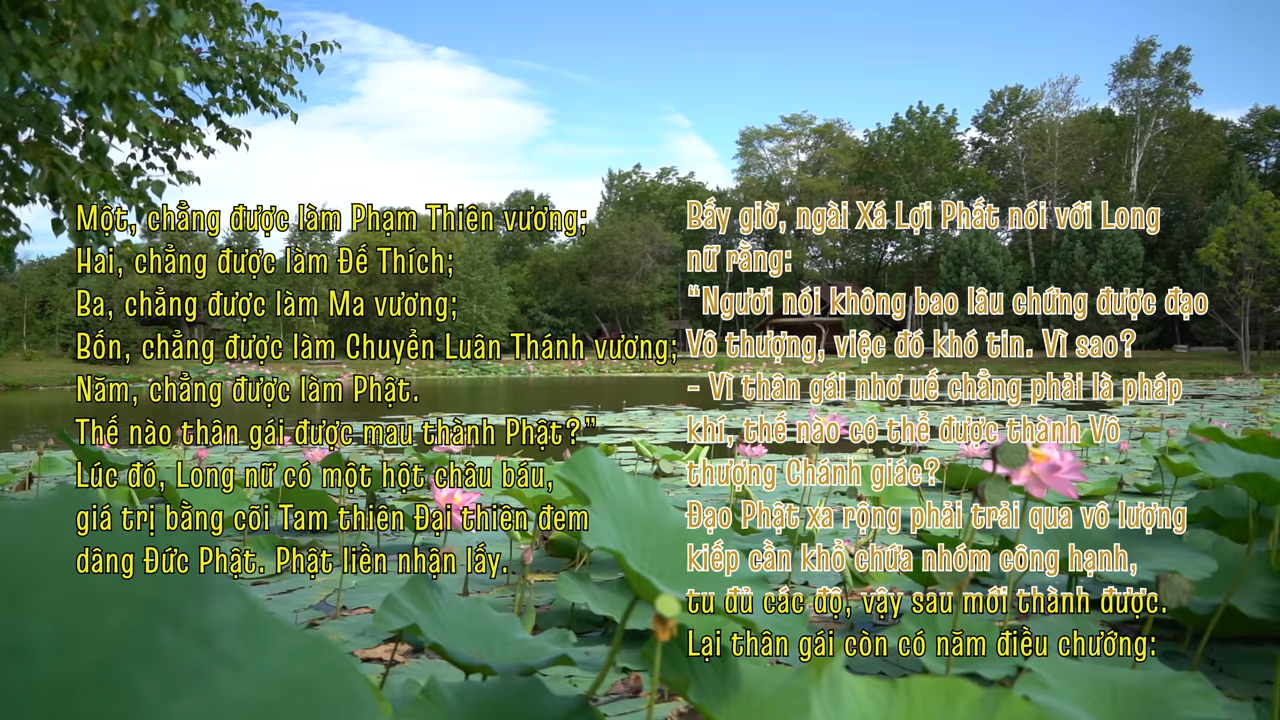 Một, chẳng được làm Phạm Thiên vương;
Hai, chẳng được làm Đế Thích;
Ba, chẳng được làm Ma vương;
Bốn, chẳng được làm Chuyển Luân Thánh vương;
Năm, chẳng được làm Phật.
Thế nào thân gái được mau thành Phật?”
Lúc đó, Long nữ có một hột châu báu,
giá trị bằng cõi Tam thiên Đại thiên đem
dâng Đức Phật. Phật liền nhận lấy.
Bấy giờ, ngài Xá Lợi Phất nói với Long
nữ rằng:
“Ngươi nói không bao lâu chứng được đạo
Vô thượng, việc đó khó tin. Vì sao?
- Vì thân gái nhơ uế chẳng phải là pháp
khí, thế nào có thể được thành Vô
thượng Chánh giác?
Đạo Phật xa rộng phải trải qua vô lượng
kiếp cần khổ chứa nhóm công hạnh,
tu đủ các độ, vậy sau mới thành được.
Lại thân gái còn có năm điều chướng: